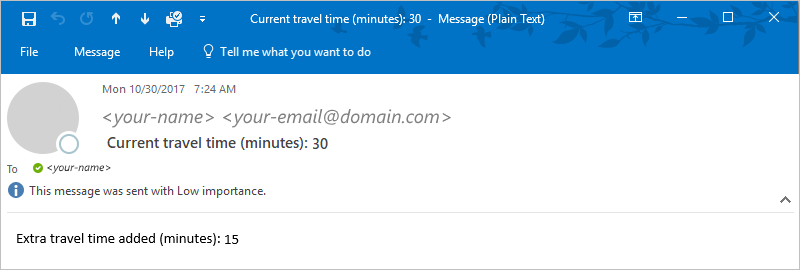 Current travel time (minutes): 30 - Message (Plain Text)
File Message Help Tell me what you want to do
Mon 10/30/2017 7:24 AM
<your-name> <your-email@domain.com>
Current travel time (minutes): 30
To <your-name>
This message was sent with Low importance.
Extra travel time added (minutes): 15